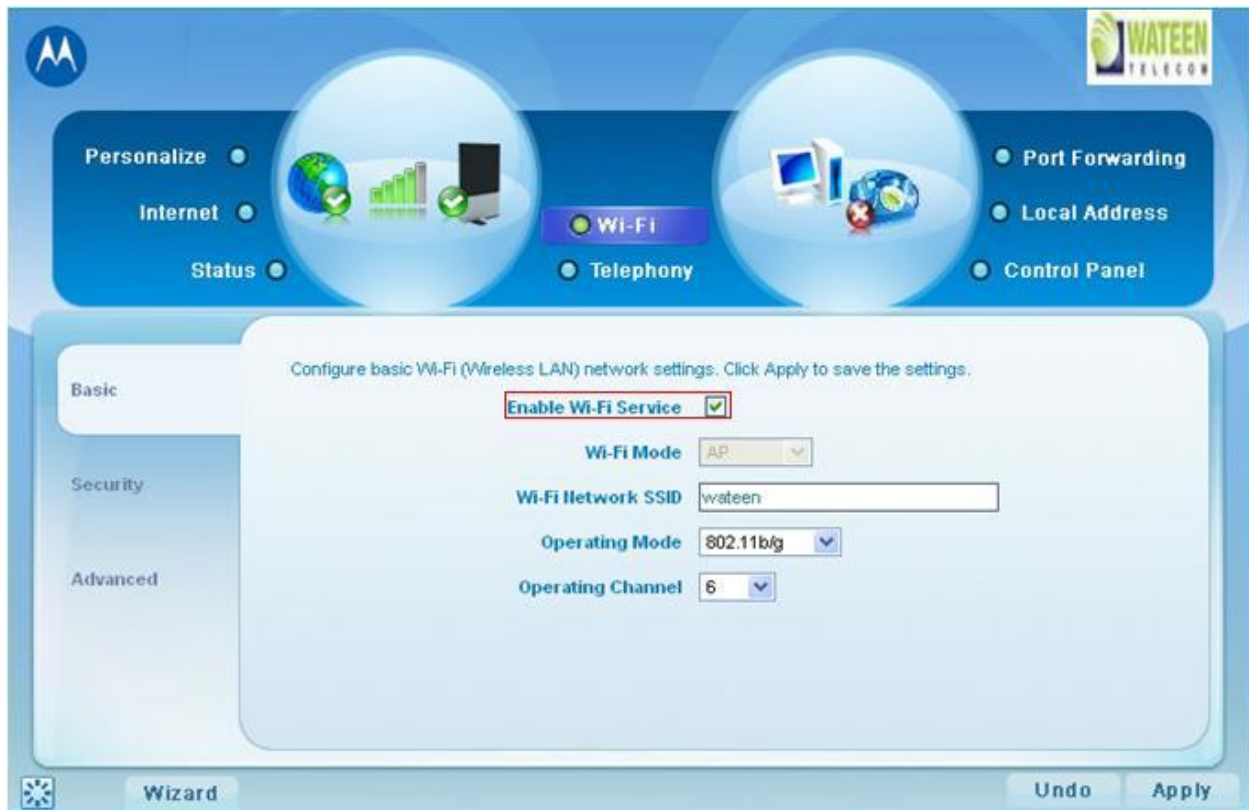 WATEEN
TELECOM
Personalize
Internet
Status
Wi-Fi
Telephony
Port Forwarding
Local Address
Control Panel
Basic
Security
Advanced
Configure basic Wi-Fi (Wireless LAN) network settings. Click Apply to save the settings.
Enable Wi-Fi Service
Wi-Fi Mode AP
Wi-Fi Network SSID wateen
Operating Mode 802.11b/g
Operating Channel 6
Wizard
Undo
Apply